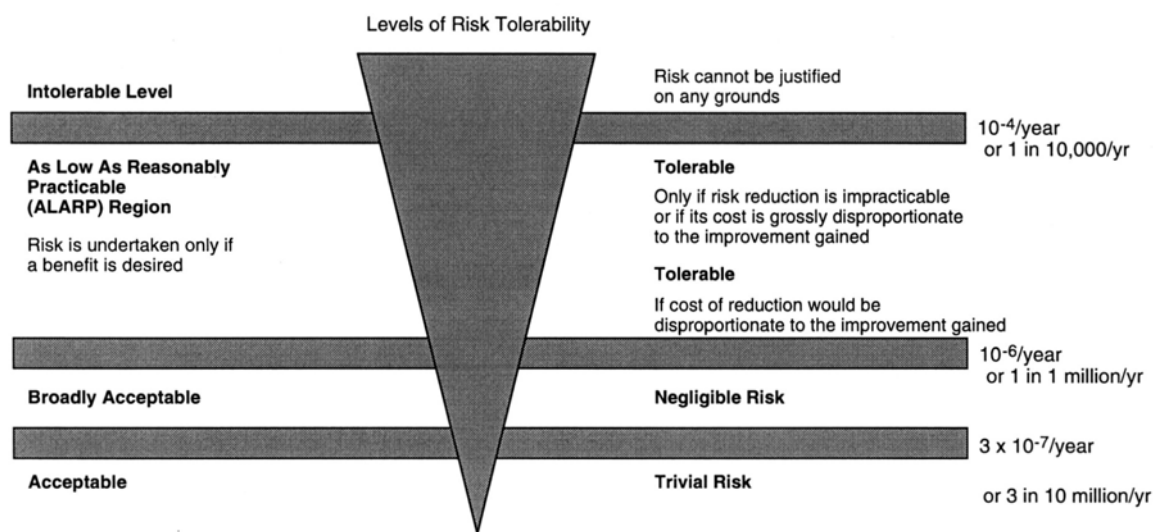 Levels of Risk Tolerability
Intolerable Level
Risk cannot be justified
on any grounds
10-4/year
or 1 in 10,000/yr
As Low As Reasonably
Practicable
(ALARP) Region
Risk is undertaken only if
a benefit is desired
Tolerable
Only if risk reduction is impracticable
or if its cost is grossly disproportionate
to the improvement gained
Tolerable
If cost of reduction would be
disproportionate to the improvement gained
10-6/year
or 1 in 1 million/yr
Broadly Acceptable
Negligible Risk
3 x 10-7/year
Acceptable
Trivial Risk
or 3 in 10 million/yr